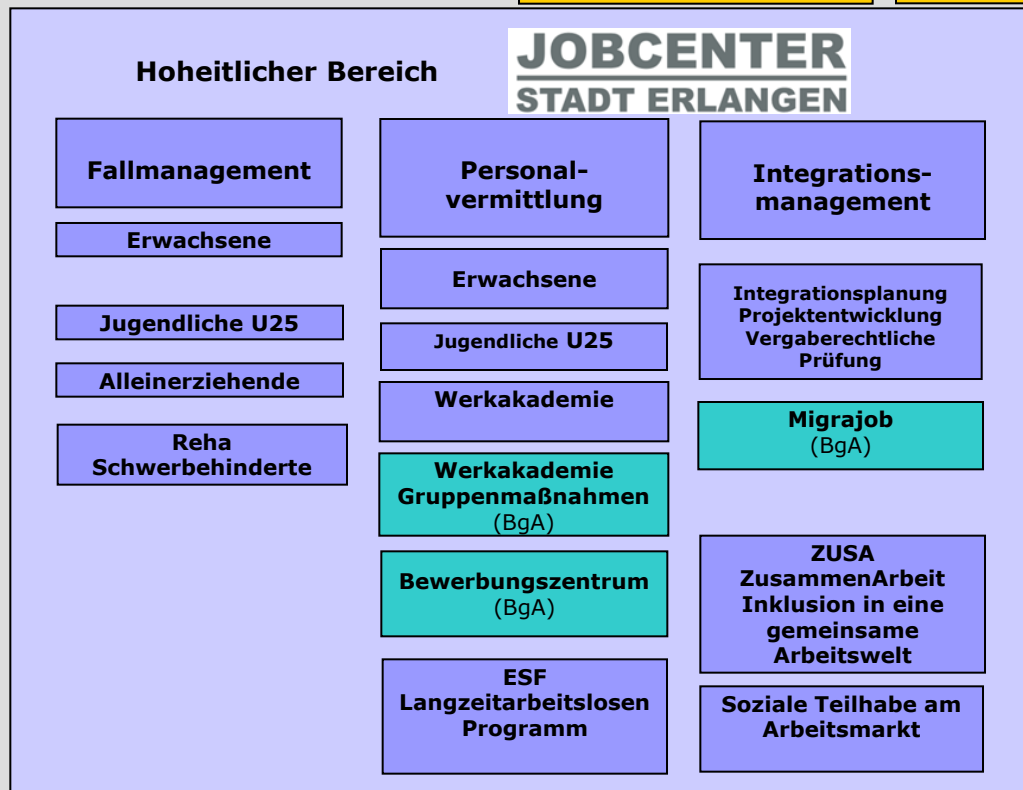 Hoheitlicher Bereich
JOBCENTER
STADT ERLANGEN
Fallmanagement
Erwachsene
Jugendliche U25
Alleinerziehende
Reha
Schwerbehinderte
Personal-
vermittlung
Erwachsene
Jugendliche U25
Werkakademie
Werkakademie
Gruppenmaßnahmen
(BgA)
Bewerbungszentrum
(BgA)
ESF
Langzeitarbeitslosen
Programm
Integrations-
management
Integrationsplanung
Projektentwicklung
Vergaberechtliche
Prüfung
Migrajob
(BgA)
ZUSA
ZusammenArbeit
Inklusion in eine
gemeinsame
Arbeitswelt
Soziale Teilhabe am
Arbeitsmarkt